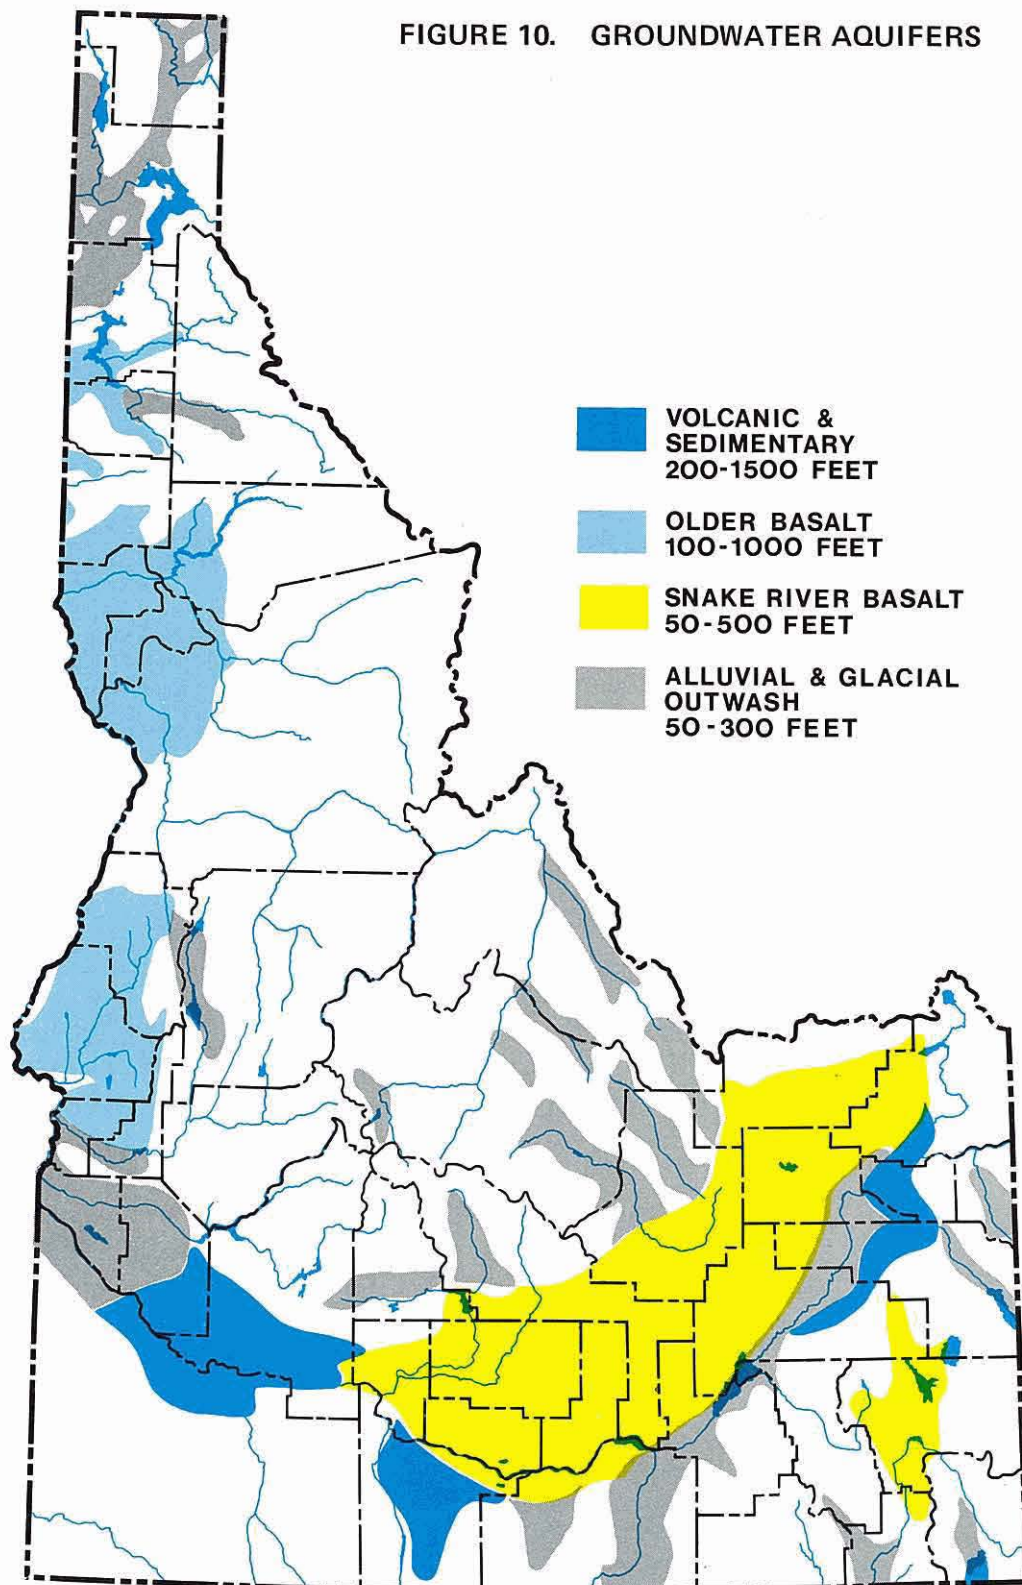 FIGURE 10. GROUNDWATER AQUIFERS
VOLCANIC &
SEDIMENTARY
200-1500 FEET
OLDER BASALT
100-1000 FEET
SNAKE RIVER BASALT
50-500 FEET
ALLUVIAL & GLACIAL
OUTWASH
50-300 FEET